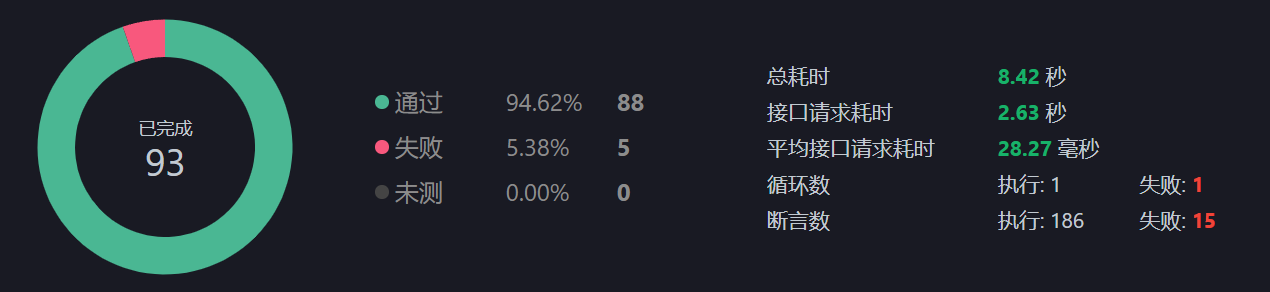 已完成
93
通过 94.62% 88
失败 5.38% 5
未测 0.00% 0
总耗时 8.42 秒
接口请求耗时 2.63 秒
平均接口请求耗时 28.27 毫秒
循环数 执行: 1 失败: 1
断言数 执行: 186 失败: 15